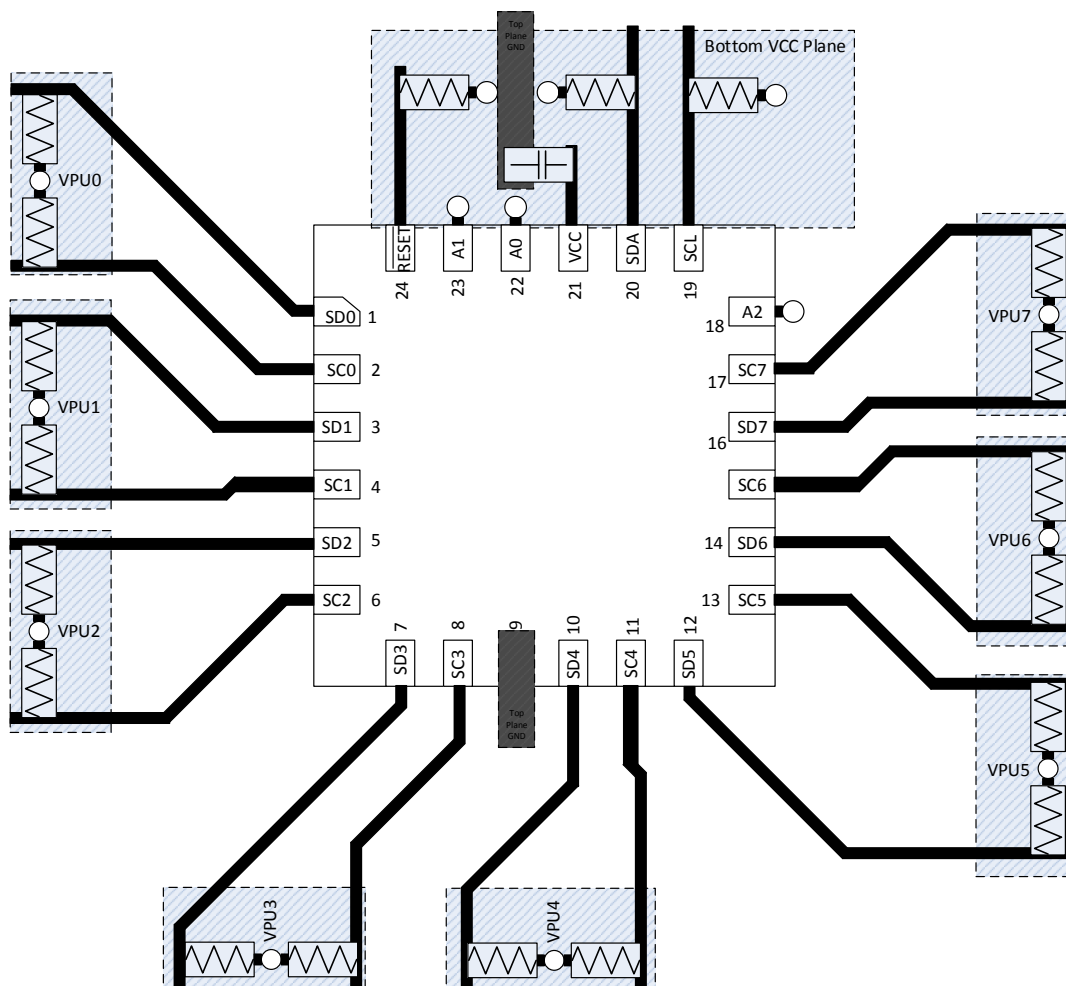 Top
Plane
GND
Bottom VCC Plane
VPU0
RESET
A1
A0
VCC
SDA
SCL
24
23
22
21
20
19
SD0 1
18 A2
VPU7
SC0 2
17 SC7
VPU1
SD1 3
16 SD7
SC1 4
SC6
SD2 5
14 SD6
VPU6
SC2 6
13 SC5
VPU2
7
8
9
10
11
12
SD3
SC3
SD4
SC4
SD5
Top
Plane
GND
VPU5
VPU3
VPU4